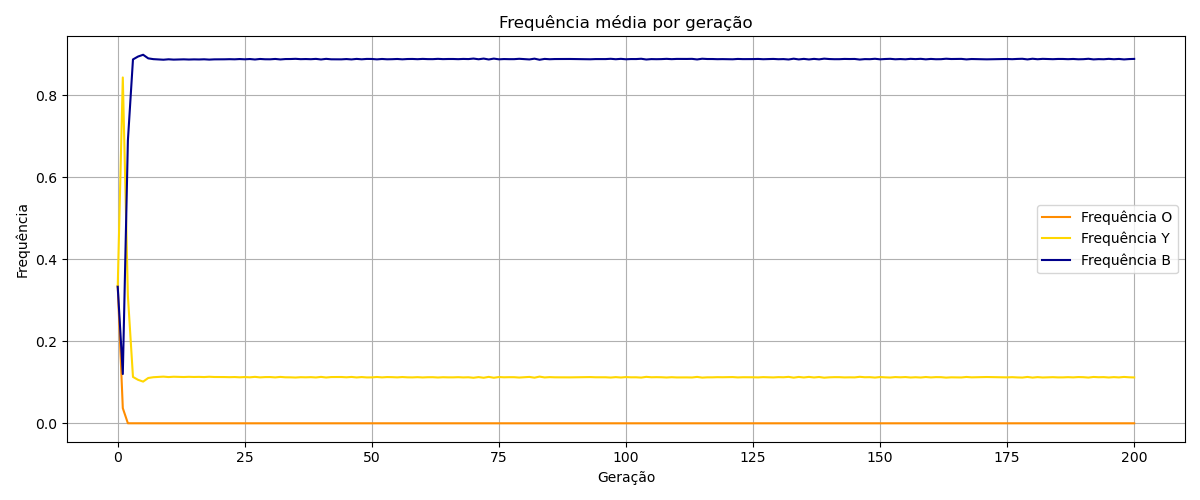 Frequência média por geração
Frequência
0.8
0.6
0.4
0.2
0.0
Frequência O
Frequência Y
Frequência B
0 25 50 75 100 125 150 175 200
Geração